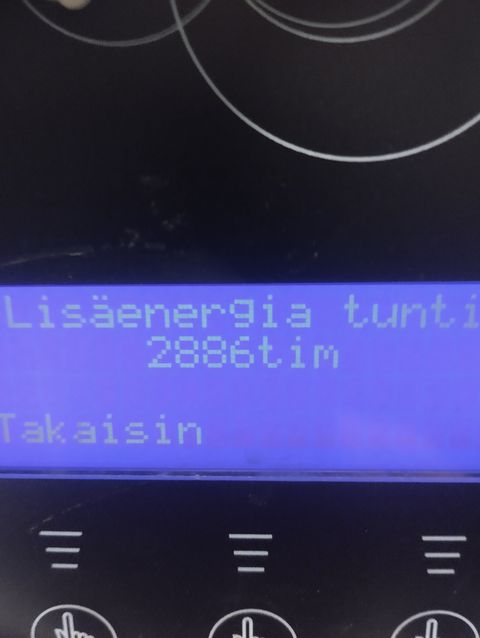 Lisäenergia tunti
2886tim
Takaisin